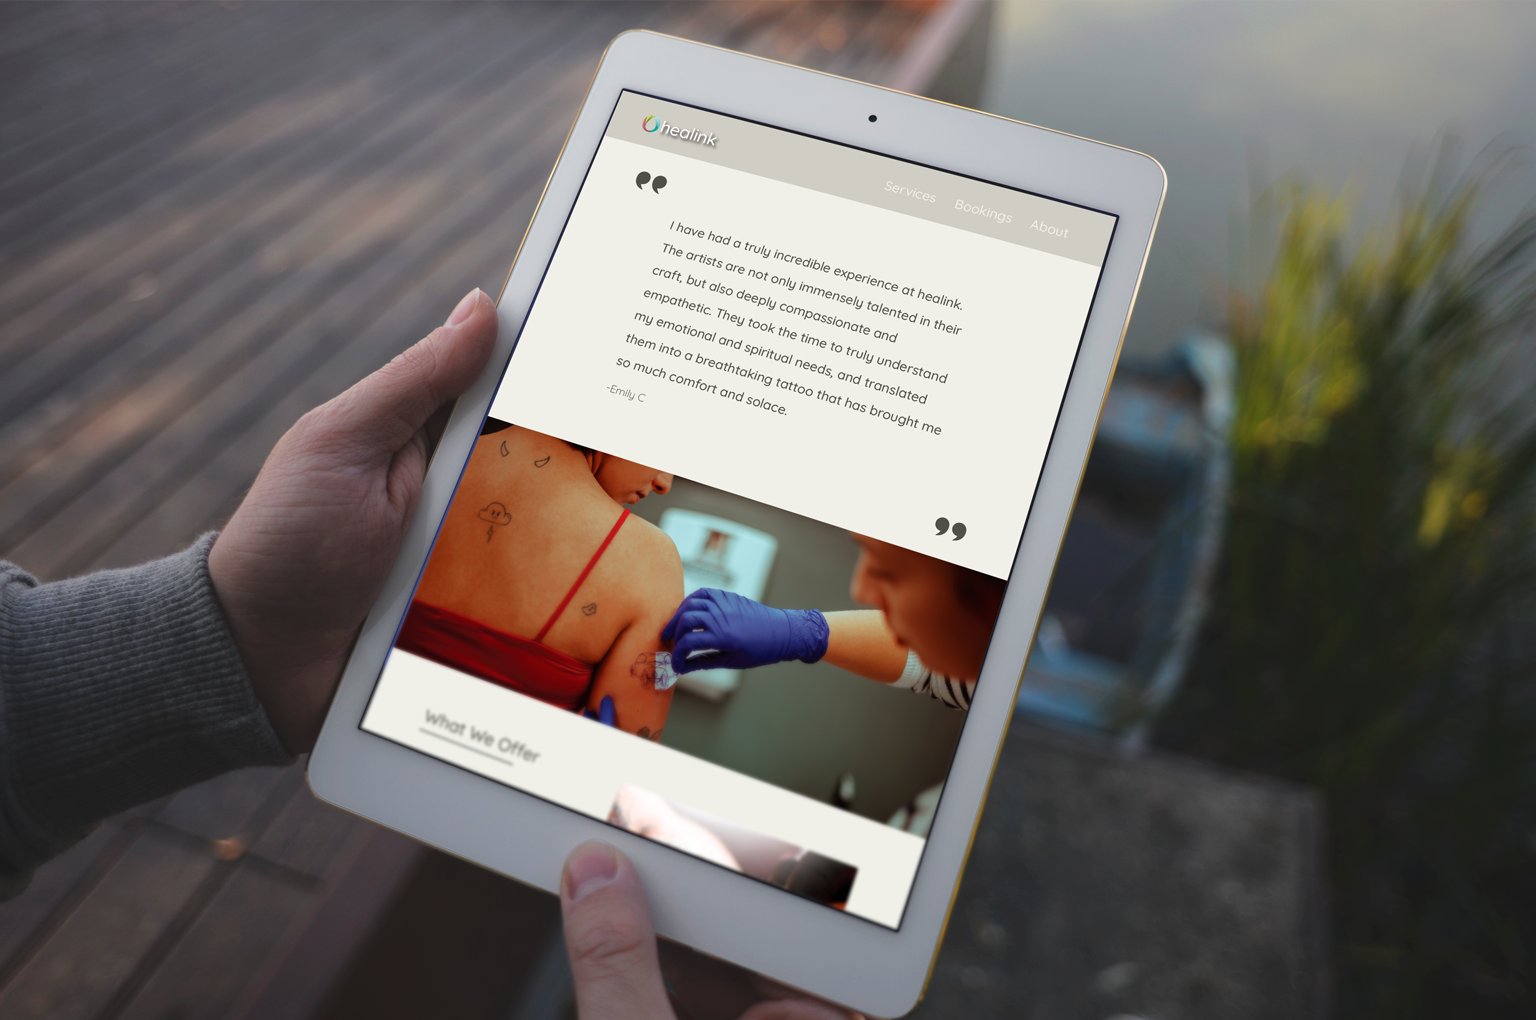 healink
Services Bookings About
“
I have had a truly incredible experience at healink.
The artists are not only immensely talented in their
craft, but also deeply compassionate and
empathetic. They took the time to truly understand
my emotional and spiritual needs, and translated
them into a breathtaking tattoo that has brought me
so much comfort and solace.
-Emily C
”
What We Offer